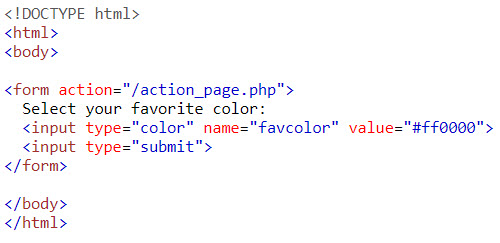 <!DOCTYPE html>
<html>
<body>
<form action="/action_page.php">
Select your favorite color:
<input type="color" name="favcolor" value="#ff0000">
<input type="submit">
</form>
</body>
</html>